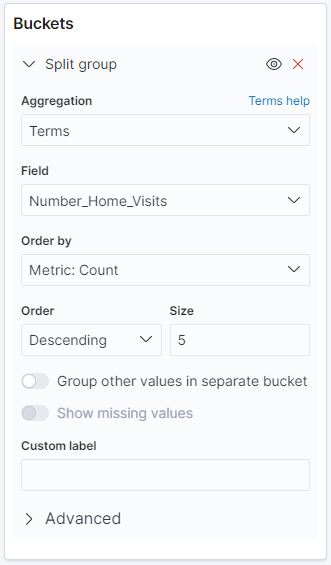 Buckets
Split group
Aggregation Terms help
Terms
Field
Number_Home_Visits
Order by
Metric: Count
Order Size
Descending 5
Group other values in separate bucket
Show missing values
Custom label
Advanced